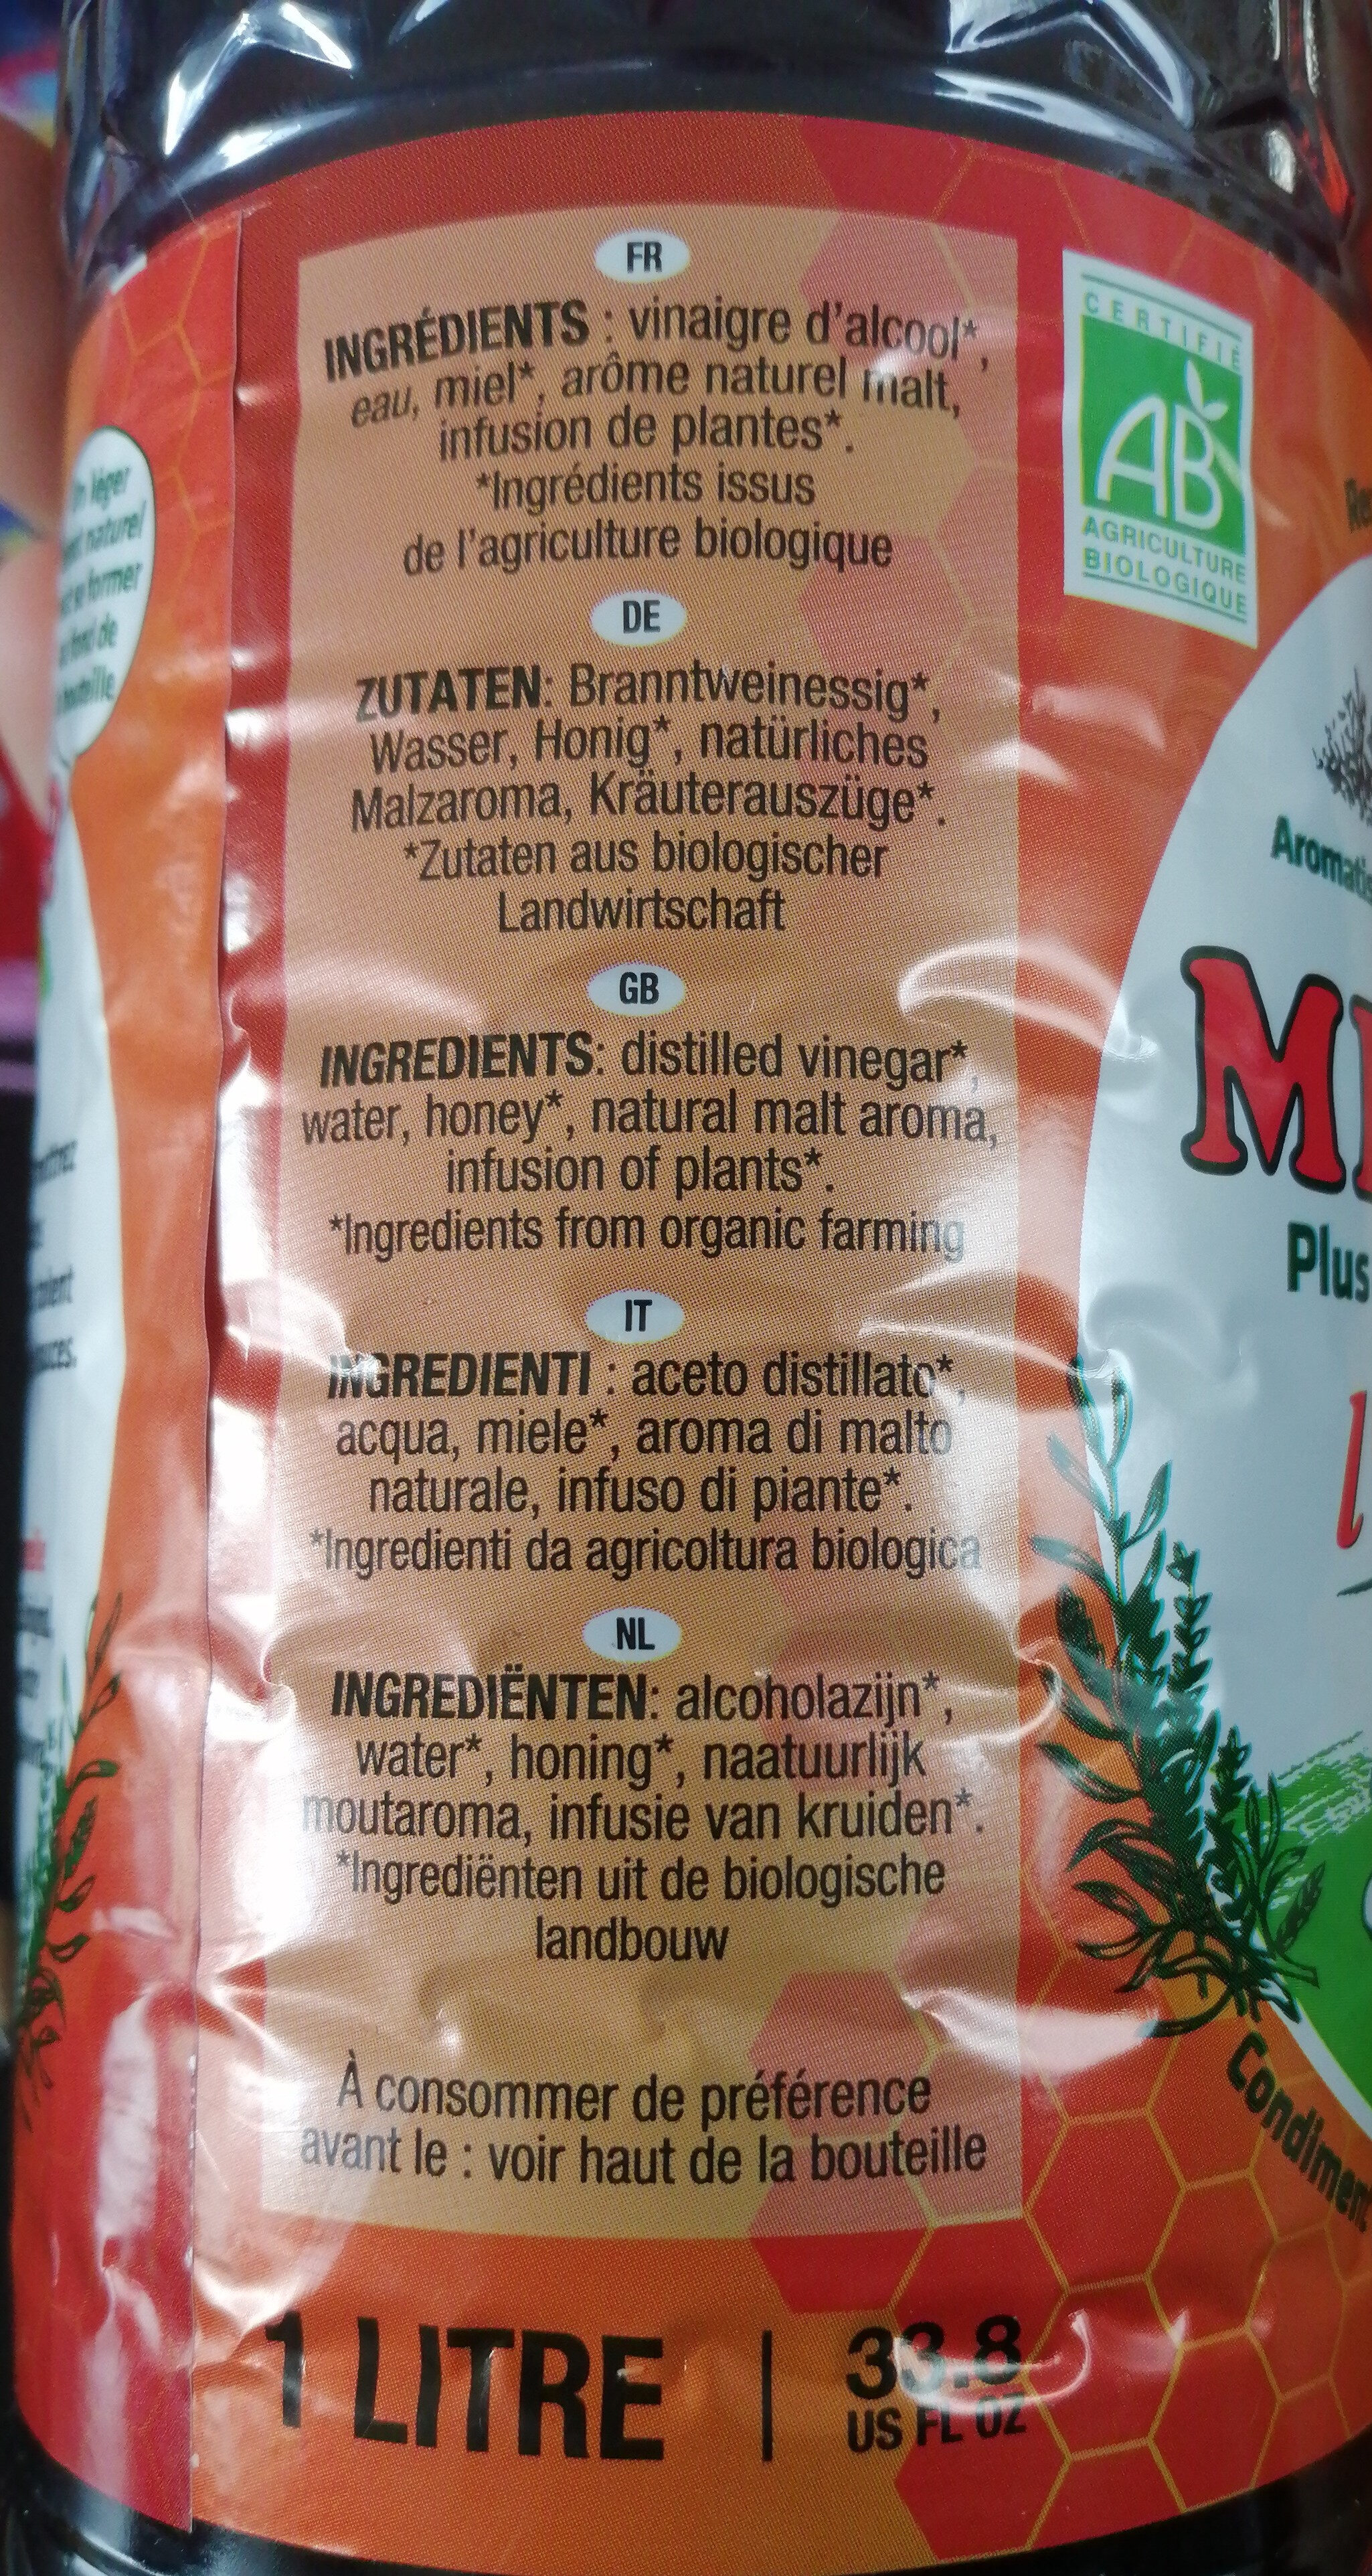 FR
INGRÉDIENTS : vinaigre d'alcool*,
eau, miel*, arôme naturel malt,
infusion de plantes*.
*Ingrédients issus
de l'agriculture biologique
DE
ZUTATEN: Branntweinessig*,
Wasser, Honig*, natürliches
Malzaroma, Kräuterauszüge*.
*Zutaten aus biologischer
Landwirtschaft
GB
INGREDIENTS: distilled vinegar*,
water, honey*, natural malt aroma,
infusion of plants*.
*Ingredients from organic farming
IT
INGREDIENTI : aceto distillato*,
acqua, miele*, aroma di malto
naturale, infuso di piante*.
*Ingredienti da agricoltura biologica
NL
INGREDIËNTEN: alcoholazijn*,
water*, honing*, naatuurlijk
moutaroma, infusie van kruiden*.
*Ingrediënten uit de biologische
landbouw
À consommer de préférence
avant le : voir haut de la bouteille
1 LITRE | 33.8
US FL OZ
CERTIFIÉ
AB
AGRICULTURE
BIOLOGIQUE
léger
naturel
former
de
Plus